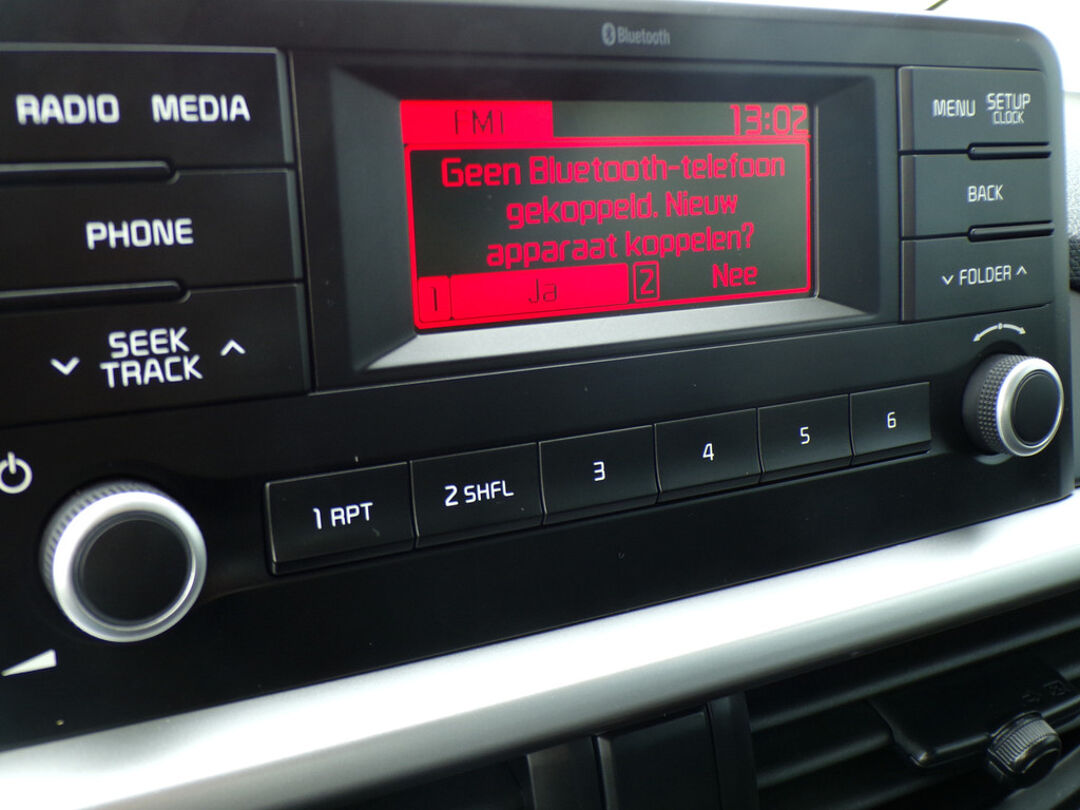 Bluetooth
RADIO MEDIA
PHONE
SEEK
TRACK
FM1
13:02
Geen Bluetooth-telefoon
gekoppeld. Nieuw
apparaat koppelen?
1 Ja 2 Nee
MENU SETUP
CLOCK
BACK
FOLDER
1 RPT 2 SHFL 3 4 5 6